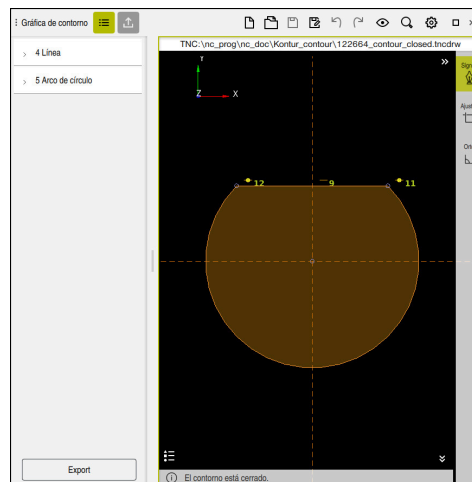 Gráfica de contorno
TNC:\nc_prog\nc_doc\Kontur_contour\122664_contour_closed.tncdrw
4 Línea
5 Arco de círculo
Y
Z
X
12
9
11
Export
El contorno está cerrado.